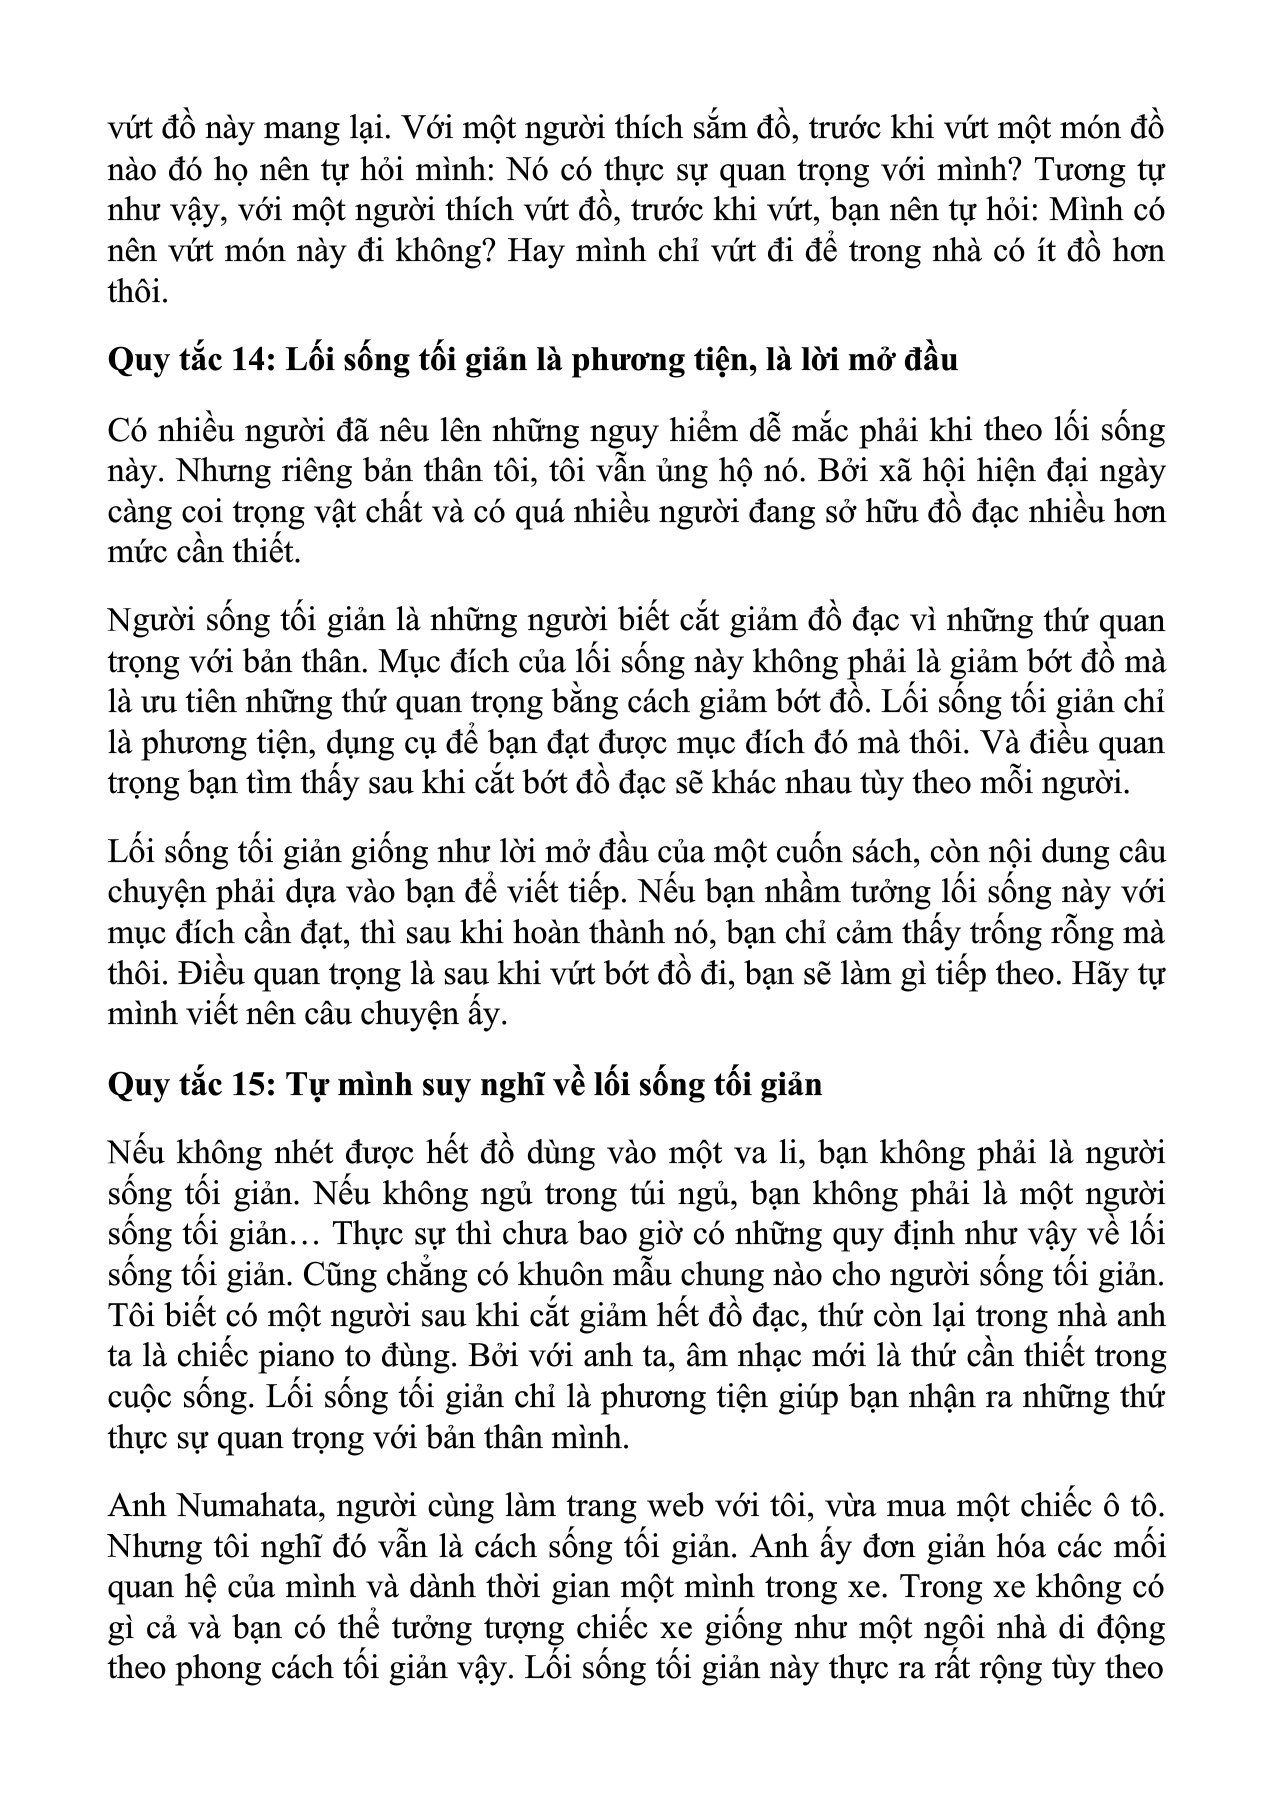 vứt đồ này mang lại. Với một người thích sắm đồ, trước khi vứt một món đồ
nào đó họ nên tự hỏi mình: Nó có thực sự quan trọng với mình? Tương tự
như vậy, với một người thích vứt đồ, trước khi vứt, bạn nên tự hỏi: Mình có
nên vứt món này đi không? Hay mình chỉ vứt đi để trong nhà có ít đồ hơn
thôi.
Quy tắc 14: Lối sống tối giản là phương tiện, là lời mở đầu
Có nhiều người đã nêu lên những nguy hiểm dễ mắc phải khi theo lối sống
này. Nhưng riêng bản thân tôi, tôi vẫn ủng hộ nó. Bởi xã hội hiện đại ngày
càng coi trọng vật chất và có quá nhiều người đang sở hữu đồ đạc nhiều hơn
mức cần thiết.
Người sống tối giản là những người biết cắt giảm đồ đạc vì những thứ quan
trọng với bản thân. Mục đích của lối sống này không phải là giảm bớt đồ mà
là ưu tiên những thứ quan trọng bằng cách giảm bớt đồ. Lối sống tối giản chỉ
là phương tiện, dụng cụ để bạn đạt được mục đích đó mà thôi. Và điều quan
trọng bạn tìm thấy sau khi cắt bớt đồ đạc sẽ khác nhau tùy theo mỗi người.
Lối sống tối giản giống như lời mở đầu của một cuốn sách, còn nội dung câu
chuyện phải dựa vào bạn để viết tiếp. Nếu bạn nhầm tưởng lối sống này với
mục đích cần đạt, thì sau khi hoàn thành nó, bạn chỉ cảm thấy trống rỗng mà
thôi. Điều quan trọng là sau khi vứt bớt đồ đi, bạn sẽ làm gì tiếp theo. Hãy tự
mình viết nên câu chuyện ấy.
Quy tắc 15: Tự mình suy nghĩ về lối sống tối giản
Nếu không nhét được hết đồ dùng vào một va li, bạn không phải là người
sống tối giản. Nếu không ngủ trong túi ngủ, bạn không phải là một người
sống tối giản… Thực sự thì chưa bao giờ có những quy định như vậy về lối
sống tối giản. Cũng chẳng có khuôn mẫu chung nào cho người sống tối giản.
Tôi biết có một người sau khi cắt giảm hết đồ đạc, thứ còn lại trong nhà anh
ta là chiếc piano to đùng. Bởi với anh ta, âm nhạc mới là thứ cần thiết trong
cuộc sống. Lối sống tối giản chỉ là phương tiện giúp bạn nhận ra những thứ
thực sự quan trọng với bản thân mình.
Anh Numahata, người cùng làm trang web với tôi, vừa mua một chiếc ô tô.
Nhưng tôi nghĩ đó vẫn là cách sống tối giản. Anh ấy đơn giản hóa các mối
quan hệ của mình và dành thời gian một mình trong xe. Trong xe không có
gì cả và bạn có thể tưởng tượng chiếc xe giống như một ngôi nhà di động
theo phong cách tối giản vậy. Lối sống tối giản này thực ra rất rộng tùy theo